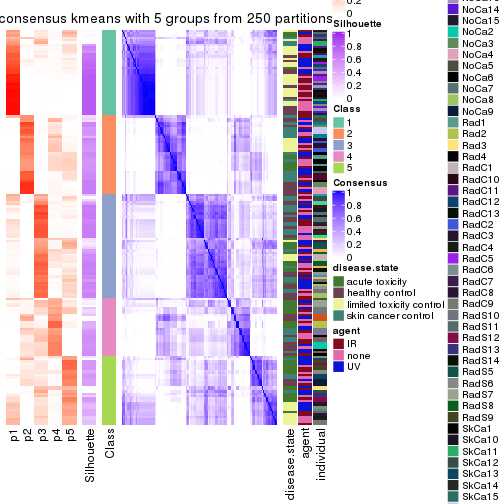 consensus kmeans with 5 groups from 250 partitions
p1
p2
p3
p4
p5
Silhouette
Class
disease.state
agent
individual
0.2
0
Silhouette
1
0.8
0.6
0.4
0.2
0
Class
1
2
3
4
5
Consensus
1
0.8
0.6
0.4
0.2
0
disease.state
acute toxicity
healthy control
limited toxicity control
skin cancer control
agent
IR
none
UV
NoCa14
NoCa15
NoCa2
NoCa3
NoCa4
NoCa5
NoCa6
NoCa7
NoCa8
NoCa9
Rad1
Rad2
Rad3
Rad4
RadC1
RadC10
RadC11
RadC12
RadC13
RadC2
RadC3
RadC4
RadC5
RadC6
RadC7
RadC8
RadC9
RadS10
RadS11
RadS12
RadS13
RadS14
RadS5
RadS6
RadS7
RadS8
RadS9
SkCa1
SkCa10
SkCa11
SkCa12
SkCa13
SkCa14
SkCa15